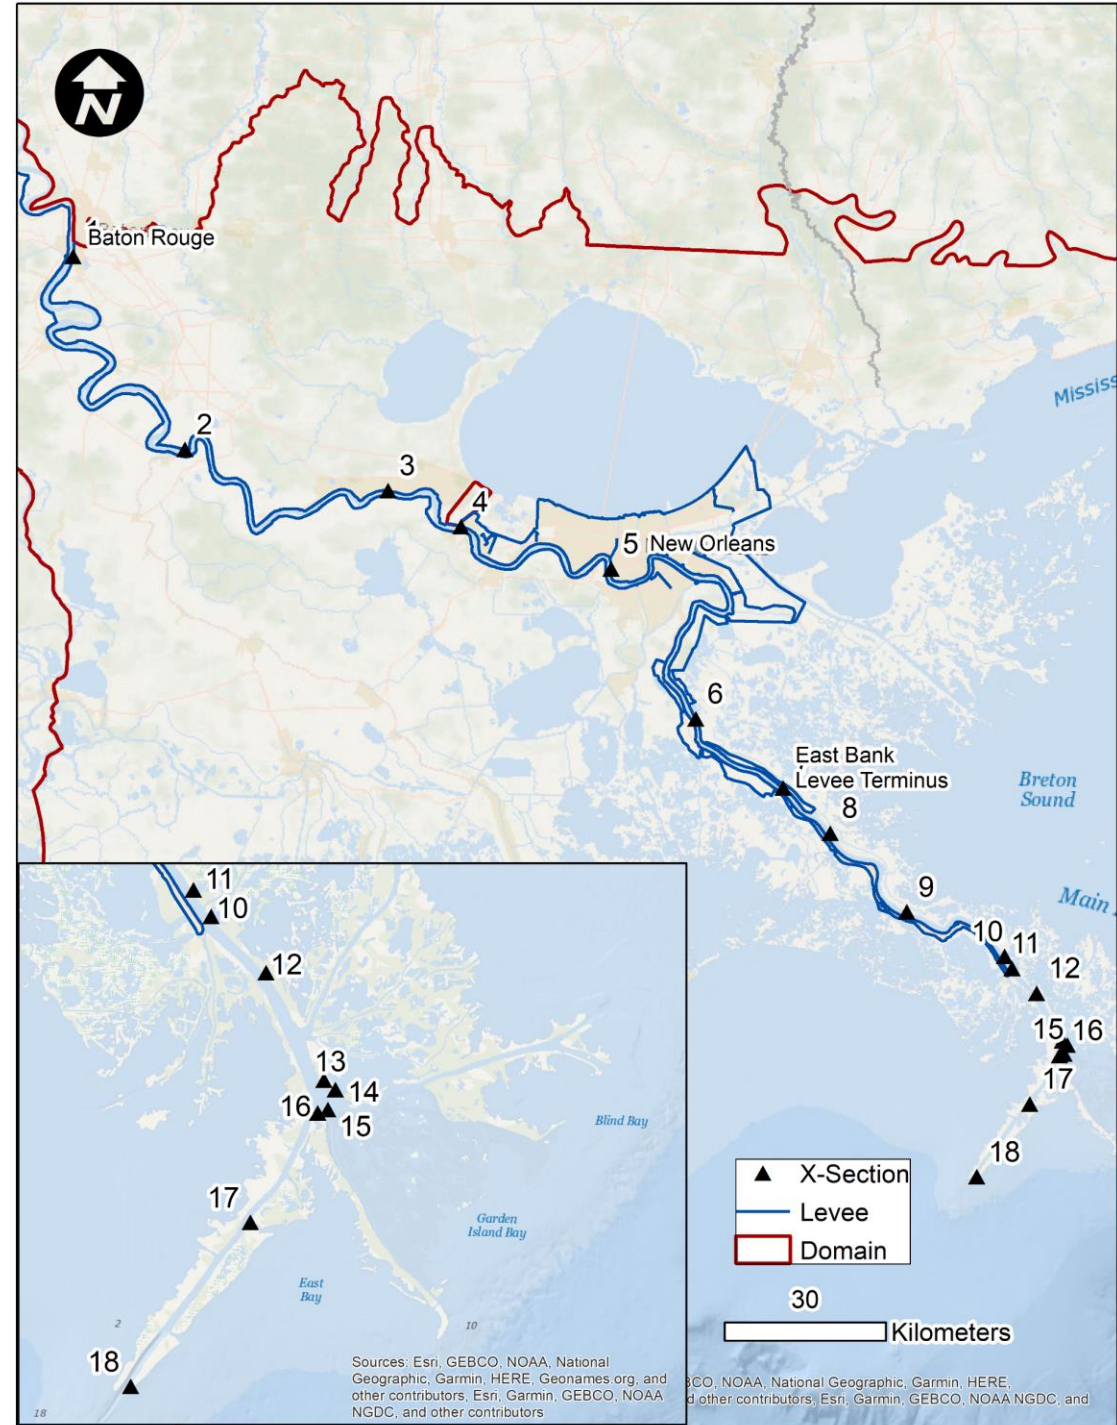 N
Baton Rouge
Mississ
2
3
4
5 New Orleans
6
East Bank
Levee Terminus
Breton
Sound
8
9
Main
10
11
12
15 16
17
18
11
10
12
13
14
16
15
Blind Bay
17
Garden
Island Bay
East
Bay
2
10
18
18
X-Section
Levee
Domain
30
Kilometers
Sources: Esri, GEBCO, NOAA, National
Geographic, Garmin, HERE, Geonames.org, and
other contributors, Esri, Garmin, GEBCO, NOAA
NGDC, and other contributors
CO, NOAA, National Geographic, Garmin, HERE,
d other contributors, Esri, Garmin, GEBCO, NOAA NGDC, and